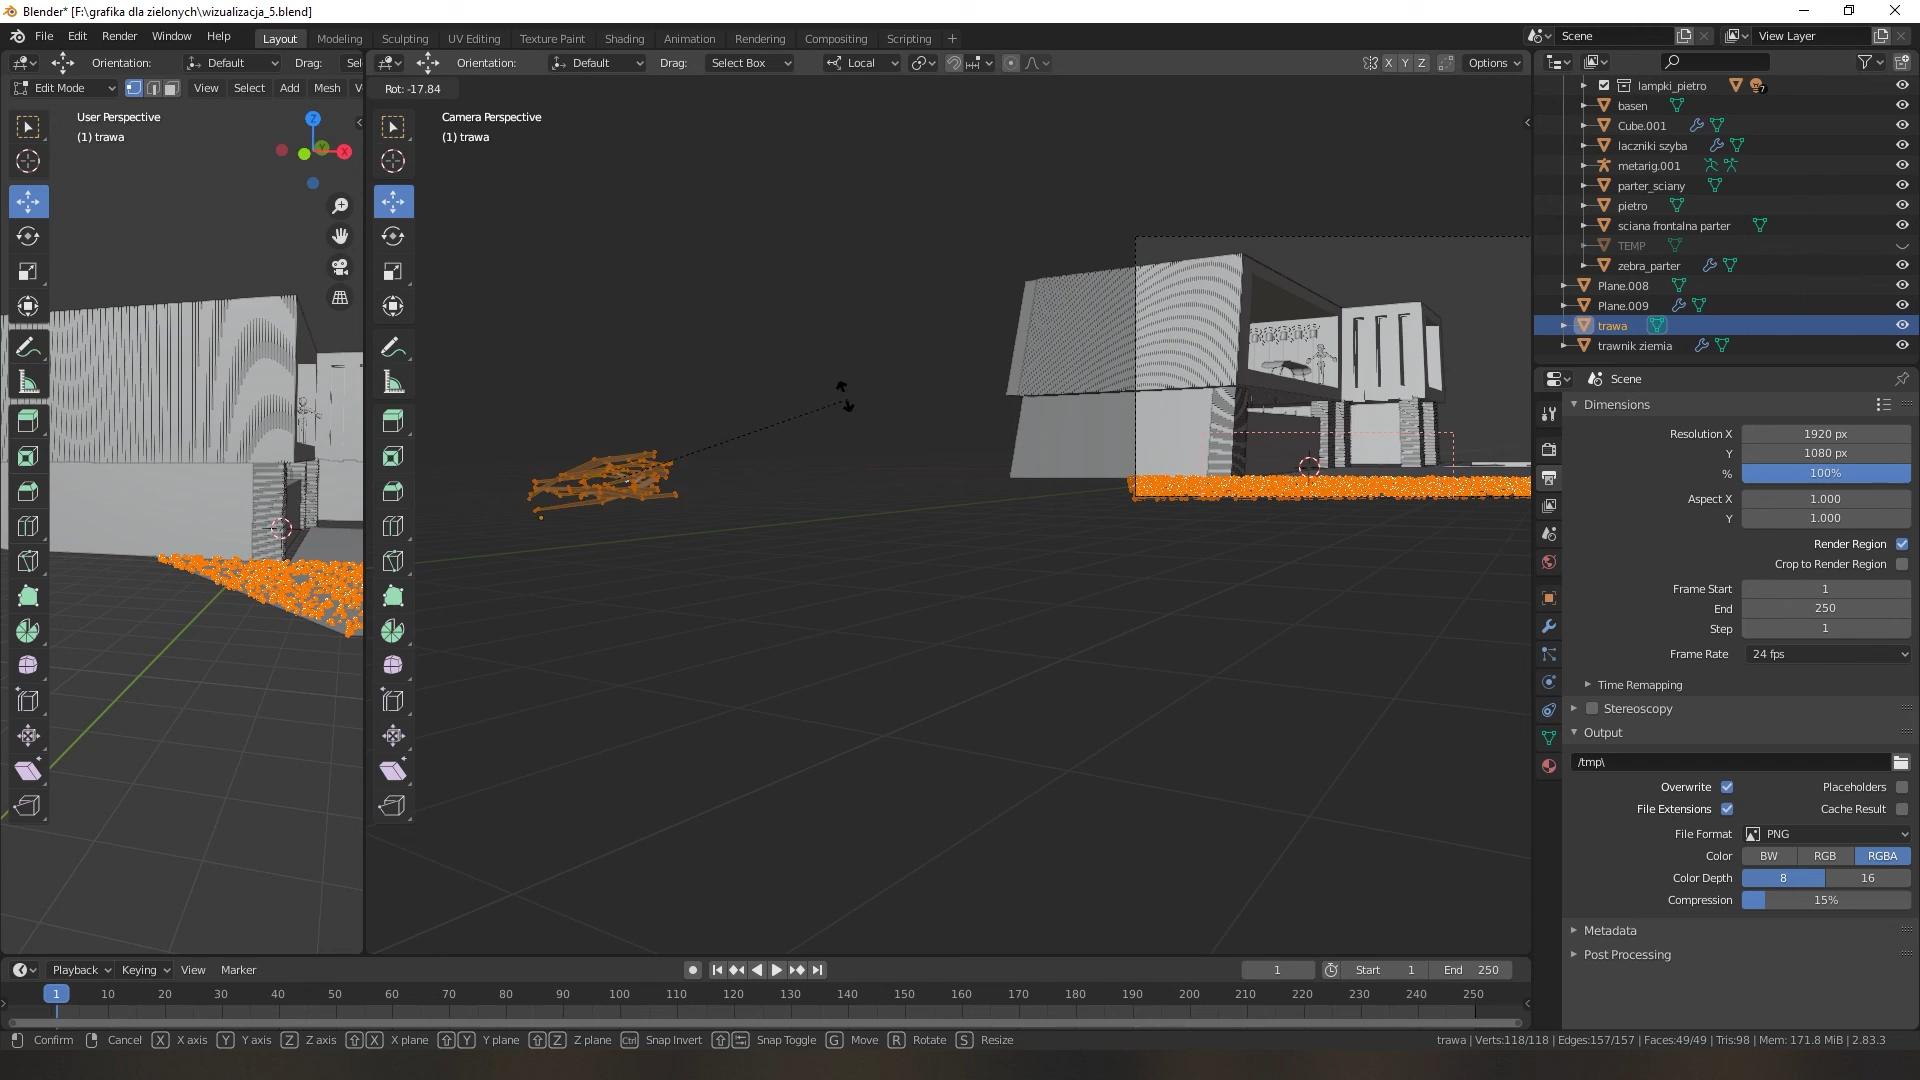 Blender* [F:\grafika dla zielonych\wizualizacja_5.blend]
File Edit Render Window Help
Layout Modeling Sculpting UV Editing Texture Paint Shading Animation Rendering Compositing Scripting +
Scene View Layer
Orientation: Default Drag: Sel
Orientation: Default Drag: Select Box Local X Y Z Options
Edit Mode View Select Add Mesh V
Rot: -17.84
User Perspective
(1) trawa
Camera Perspective
(1) trawa
Z
Y
X
lampki_pietro 7
basen
Cube.001
laczniki szyba
metarig.001
parter_sciany
pietro
sciana frontalna parter
TEMP
zebra_parter
Plane.008
Plane.009
trawa
trawnik ziemia
Scene
Dimensions
Resolution X 1920 px
Y 1080 px
% 100%
Aspect X 1.000
Y 1.000
Render Region
Crop to Render Region
Frame Start 1
End 250
Step 1
Frame Rate 24 fps
Time Remapping
Stereoscopy
Output
/tmp\
Overwrite Placeholders
File Extensions Cache Result
File Format PNG
Color BW RGB RGBA
Color Depth 8 16
Compression 15%
Metadata
Post Processing
Playback Keying View Marker 1 Start 1 End 250
1 10 20 30 40 50 60 70 80 90 100 110 120 130 140 150 160 170 180 190 200 210 220 230 240 250
Confirm Cancel X X axis Y Y axis Z Z axis X X plane Y Y plane Z Z plane Ctrl Snap Invert Snap Toggle G Move R Rotate S Resize
trawa | Verts:118/118 | Edges:157/157 | Faces:49/49 | Tris:98 | Mem: 171.8 MiB | 2.83.3